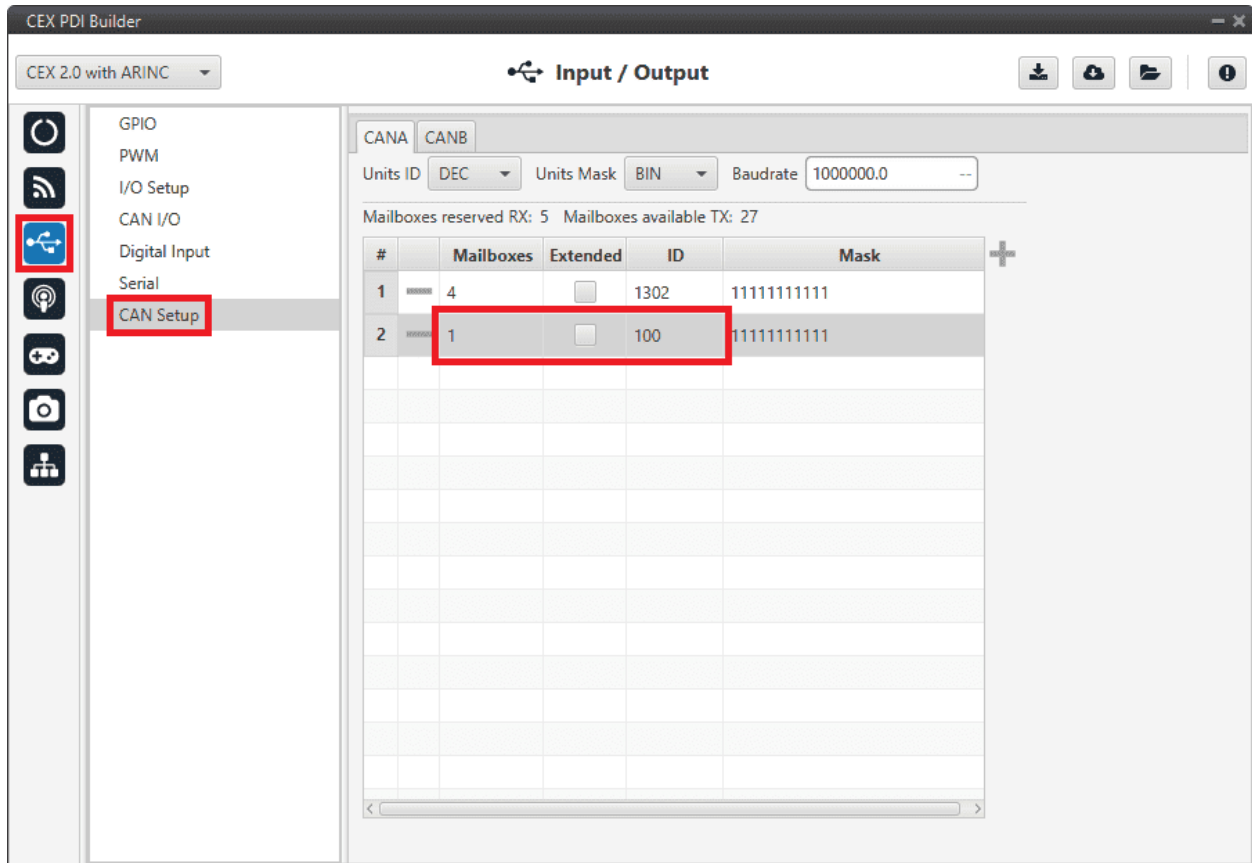 CEX PDI Builder
CEX 2.0 with ARINC
Input / Output
GPIO
PWM
I/O Setup
CAN I/O
Digital Input
Serial
CAN Setup
CANA CANB
Units ID DEC Units Mask BIN Baudrate 1000000.0 --
Mailboxes reserved RX: 5 Mailboxes available TX: 27
# Mailboxes Extended ID Mask
1 4 1302 11111111111
2 1 100 11111111111